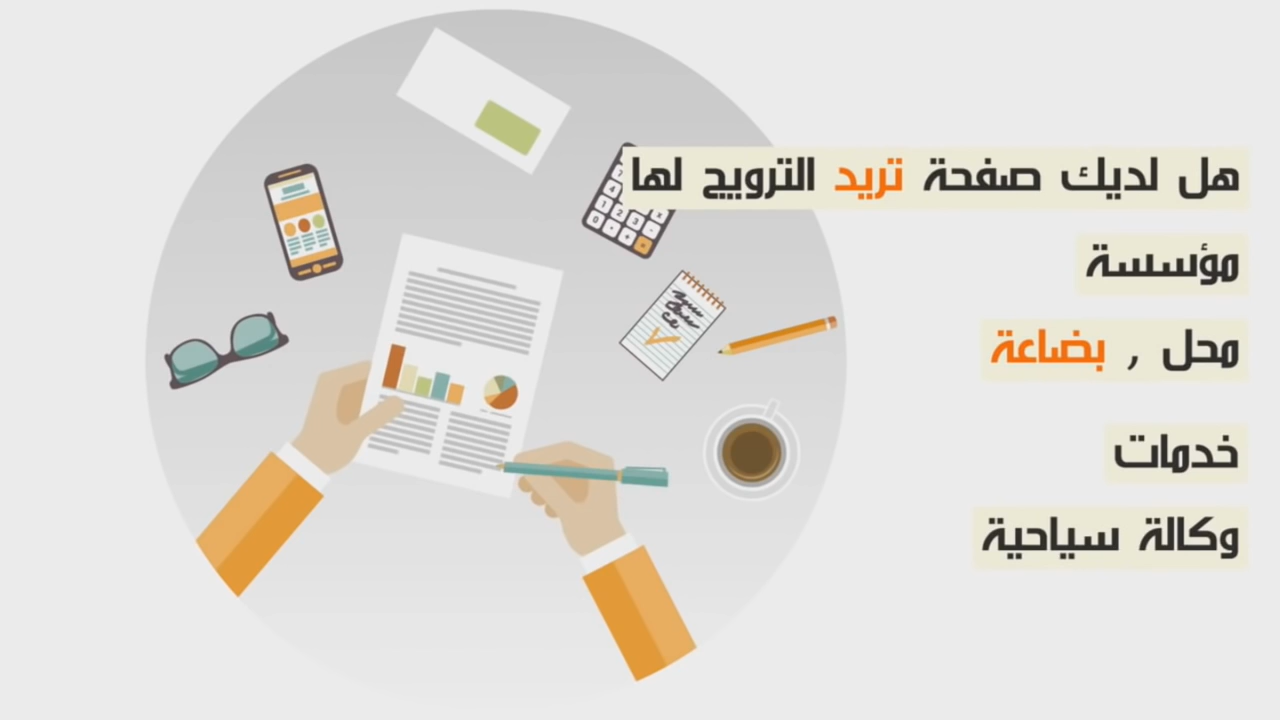 هل لديك صفحة تريد الترويج لها
مؤسسة
محل , بضاعة
خدمات
وكالة سياحية